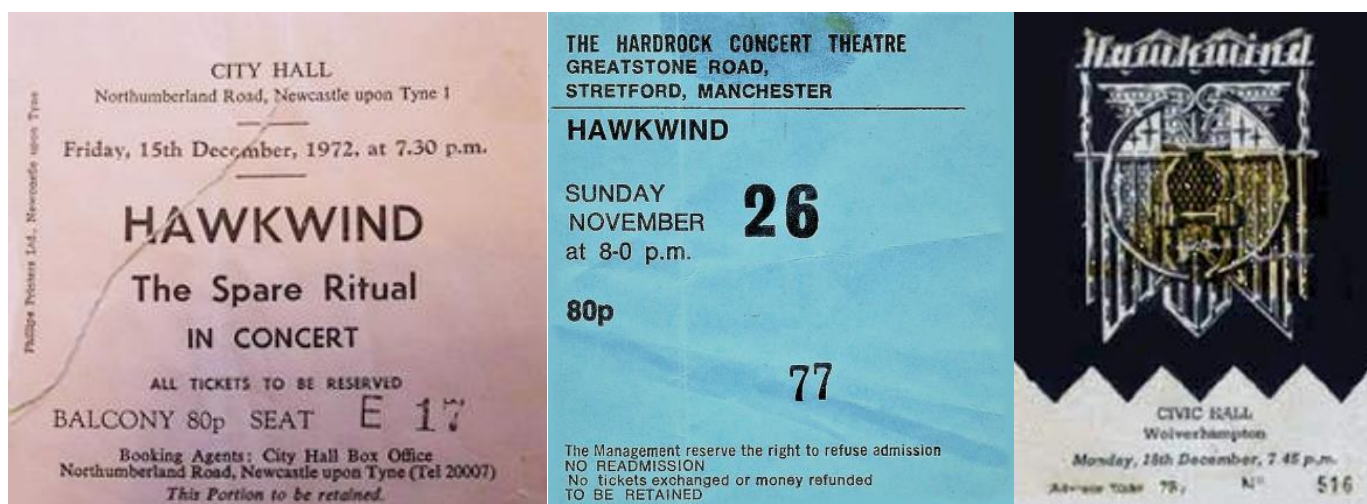 Phillips Printers Ltd., Newcastle upon Tyne
CITY HALL
Northumberland Road, Newcastle upon Tyne 1
Friday, 15th December, 1972, at 7.30 p.m.
HAWKWIND
The Spare Ritual
IN CONCERT
ALL TICKETS TO BE RESERVED
BALCONY 80p SEAT E 17
Booking Agents: City Hall Box Office
Northumberland Road, Newcastle upon Tyne (Tel 20007)
This Portion to be retained.
THE HARDROCK CONCERT THEATRE
GREATSTONE ROAD,
STRETFORD, MANCHESTER
HAWKWIND
SUNDAY
NOVEMBER 26
at 8-0 p.m.
80p
77
The Management reserve the right to refuse admission
NO READMISSION
No tickets exchanged or money refunded
TO BE RETAINED
Hawkwind
CIVIC HALL
Wolverhampton
Monday, 18th December, 7.45 p.m.
Nº 516